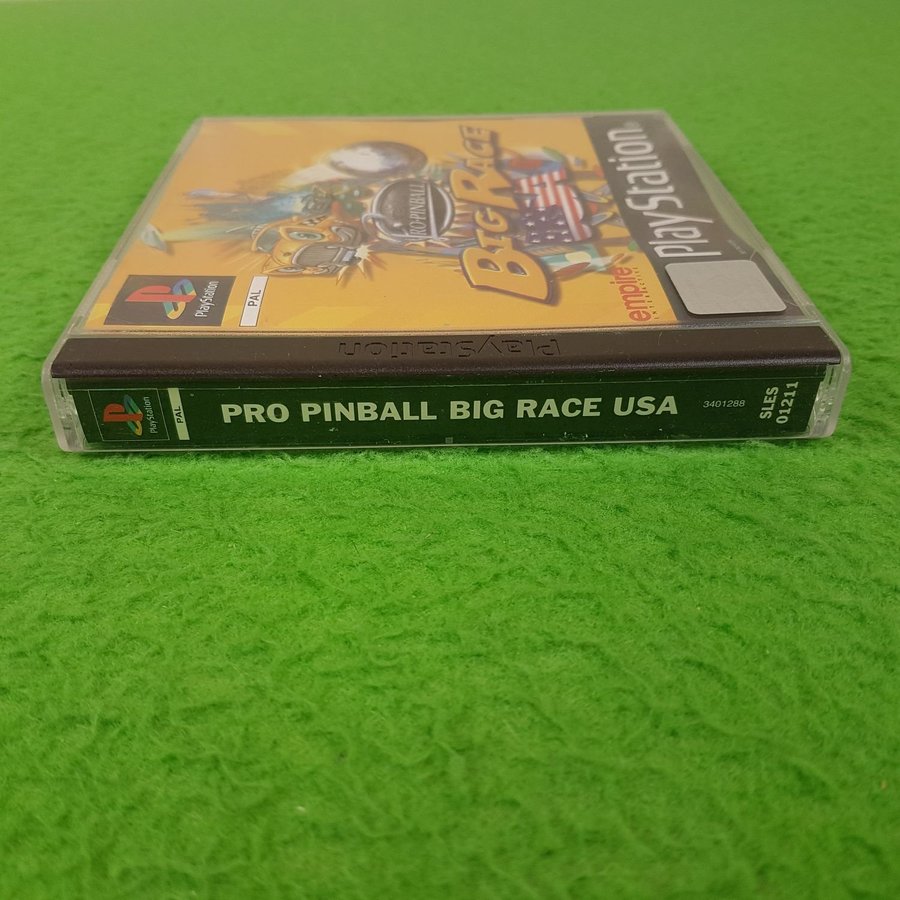 PlayStation
BIG RACE
PRO-PINBALL
empire
INTERACTIVE
PlayStation
PAL
PlayStation
PlayStation
PAL
PRO PINBALL BIG RACE USA
3401288
SLES
01211